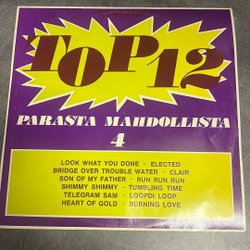 TOP 12
PARASTA MAHDOLLISTA
4
LOOK WHAT YOU DONE - ELECTED
BRIDGE OVER TROUBLE WATER - CLAIR
SON OF MY FATHER - RUN RUN RUN
SHIMMY SHIMMY - TUMBLING TIME
TELEGRAM SAM - LOOPDI LOOP
HEART OF GOLD - BURNING LOVE